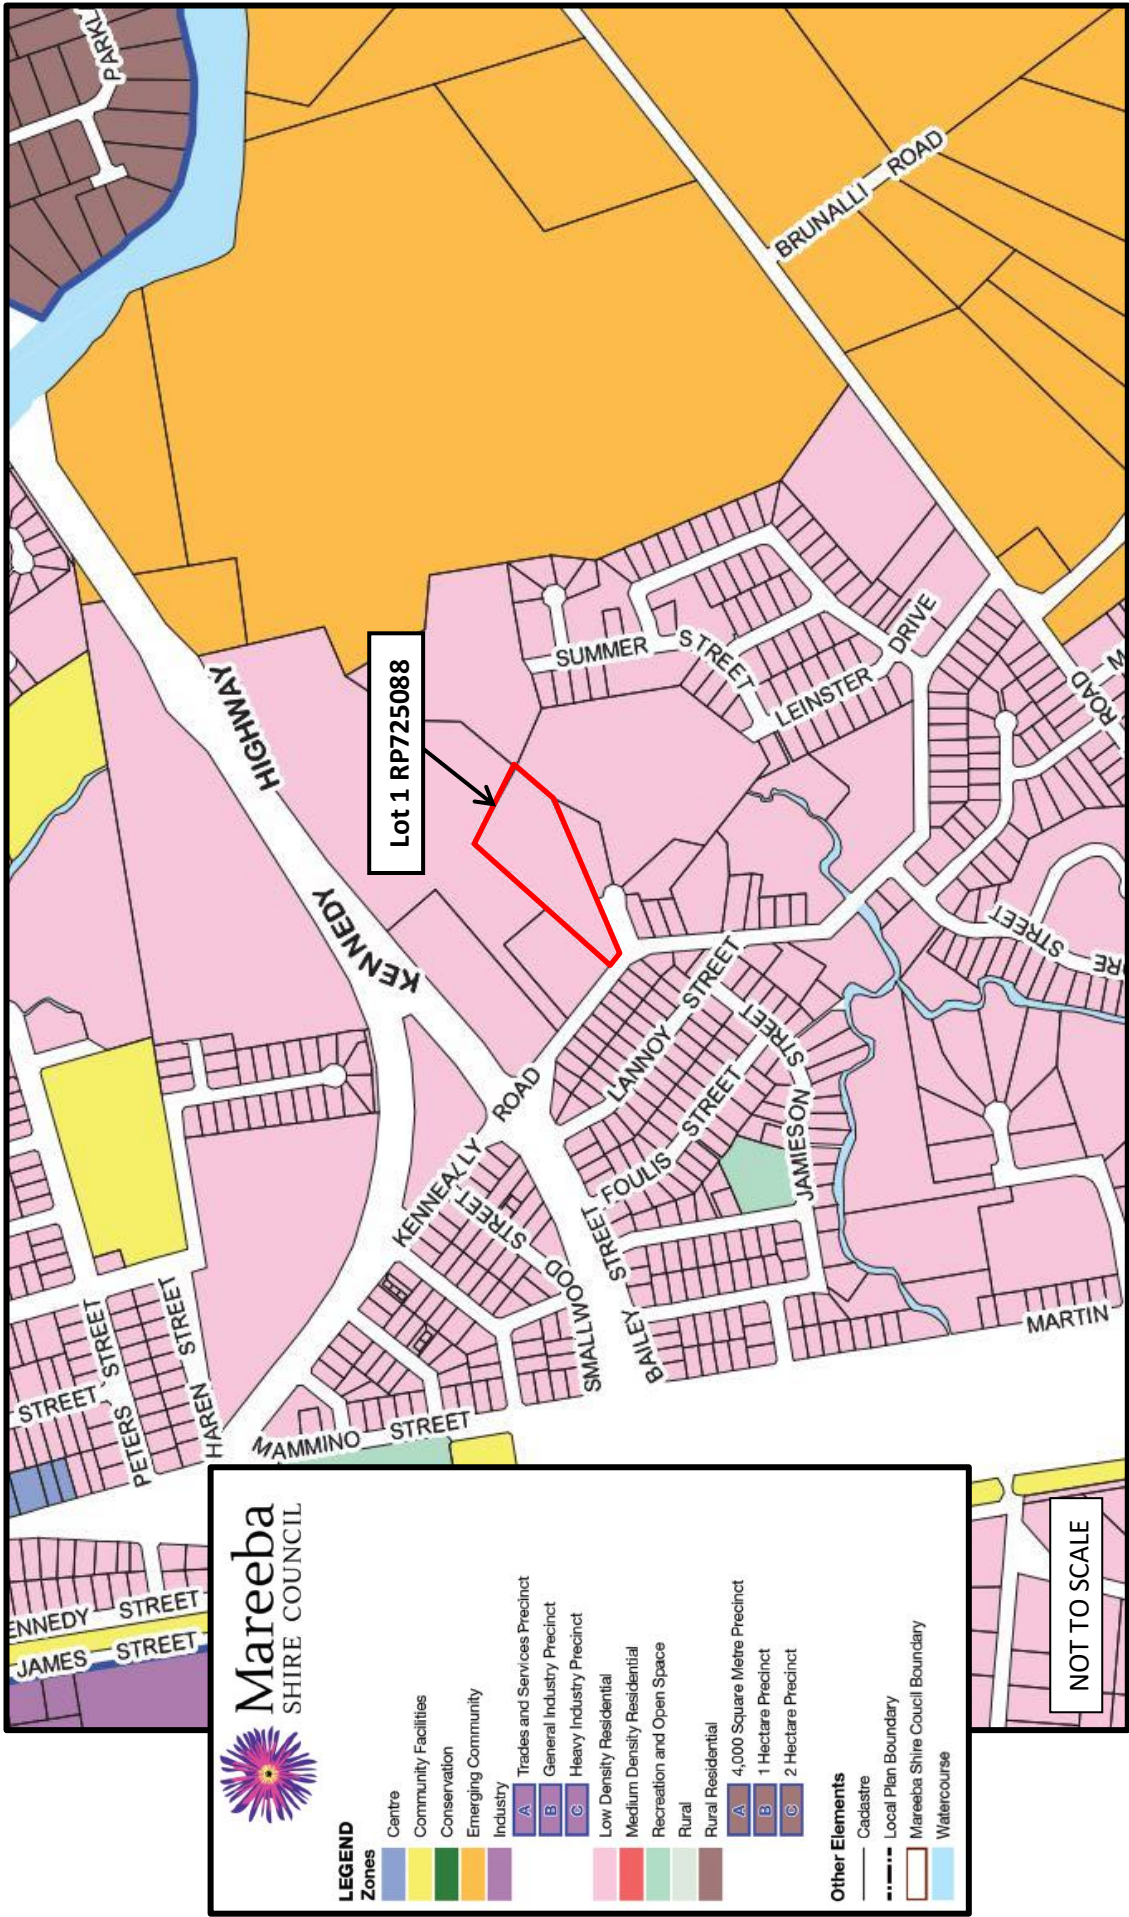 PARKL
BRUNALLI ROAD
HIGHWAY
KENNEDY
Lot 1 RP725088
SUMMER STREET
LEINSTER DRIVE
ROAD
M
STREET
ORE
LANNOY STREET
STREET
FOULIS STREET
JAMIESON
KENNEALLY ROAD
STREET
SMALLWOOD
BAILEY STREET
MARTIN
MAMMINO STREET
HAREN STREET
PETERS STREET
STREET
ENNEDY STREET
JAMES STREET
NOT TO SCALE
Mareeba
SHIRE COUNCIL
LEGEND
Zones
Centre
Community Facilities
Conservation
Emerging Community
Industry
A Trades and Services Precinct
B General Industry Precinct
C Heavy Industry Precinct
Low Density Residential
Medium Density Residential
Recreation and Open Space
Rural
Rural Residential
A 4,000 Square Metre Precinct
B 1 Hectare Precinct
C 2 Hectare Precinct
Other Elements
Cadastre
Local Plan Boundary
Mareeba Shire Coucil Boundary
Watercourse